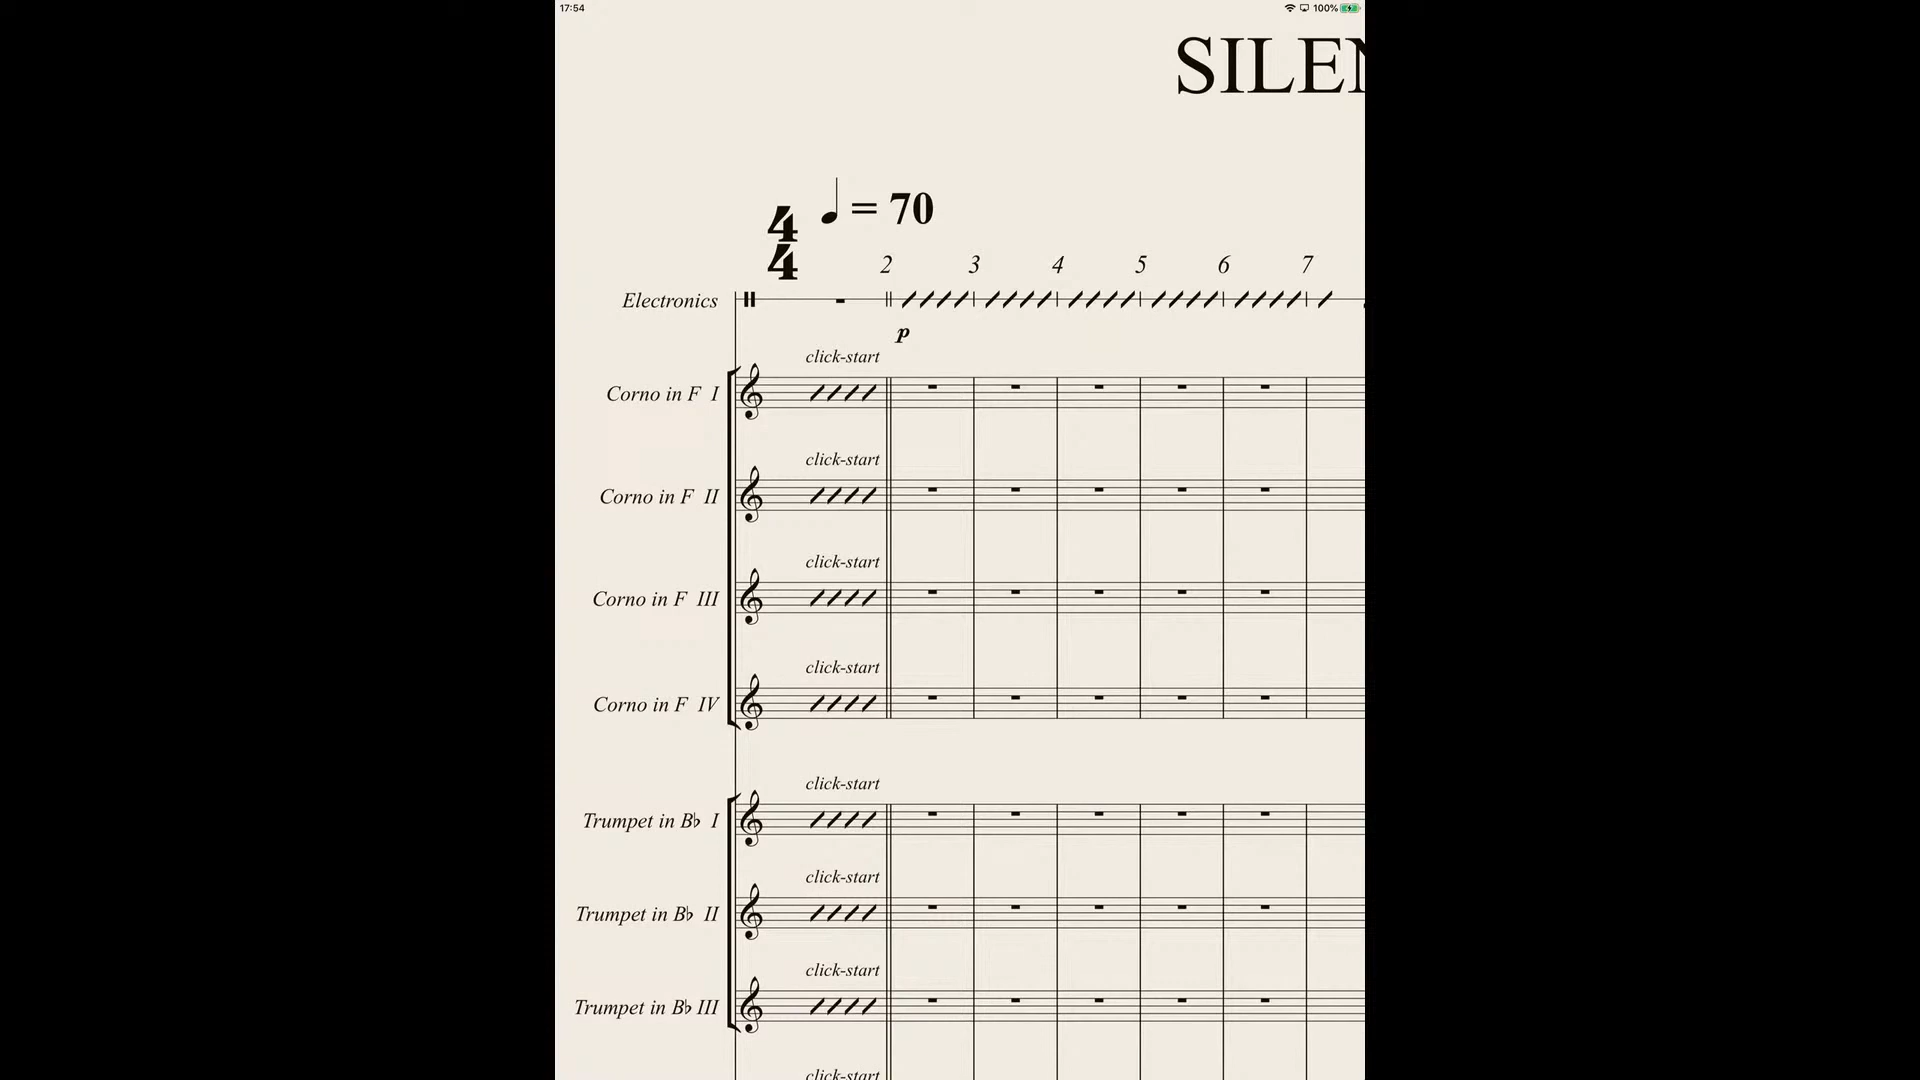 17:54 100%
SILEN
4
4
= 70
2 3 4 5 6 7
Electronics
p
click-start
Corno in F I
click-start
Corno in F II
click-start
Corno in F III
click-start
Corno in F IV
click-start
Trumpet in B♭ I
click-start
Trumpet in B♭ II
click-start
Trumpet in B♭ III
click-start